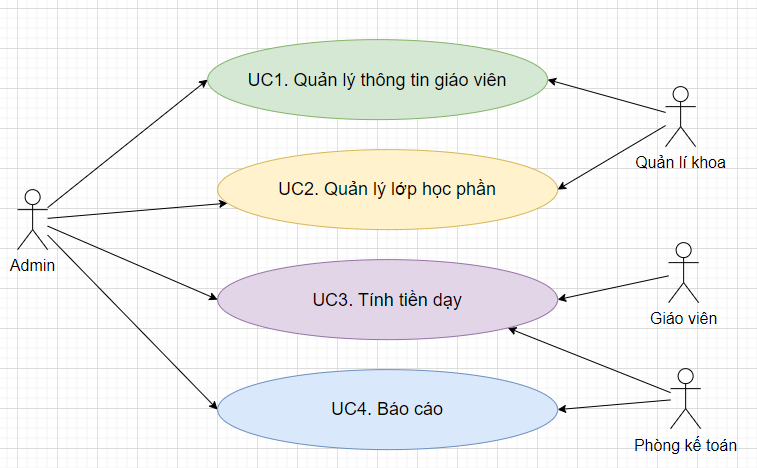 UC1. Quản lý thông tin giáo viên
Quản lí khoa
UC2. Quản lý lớp học phần
Admin
UC3. Tính tiền dạy
Giáo viên
UC4. Báo cáo
Phòng kế toán